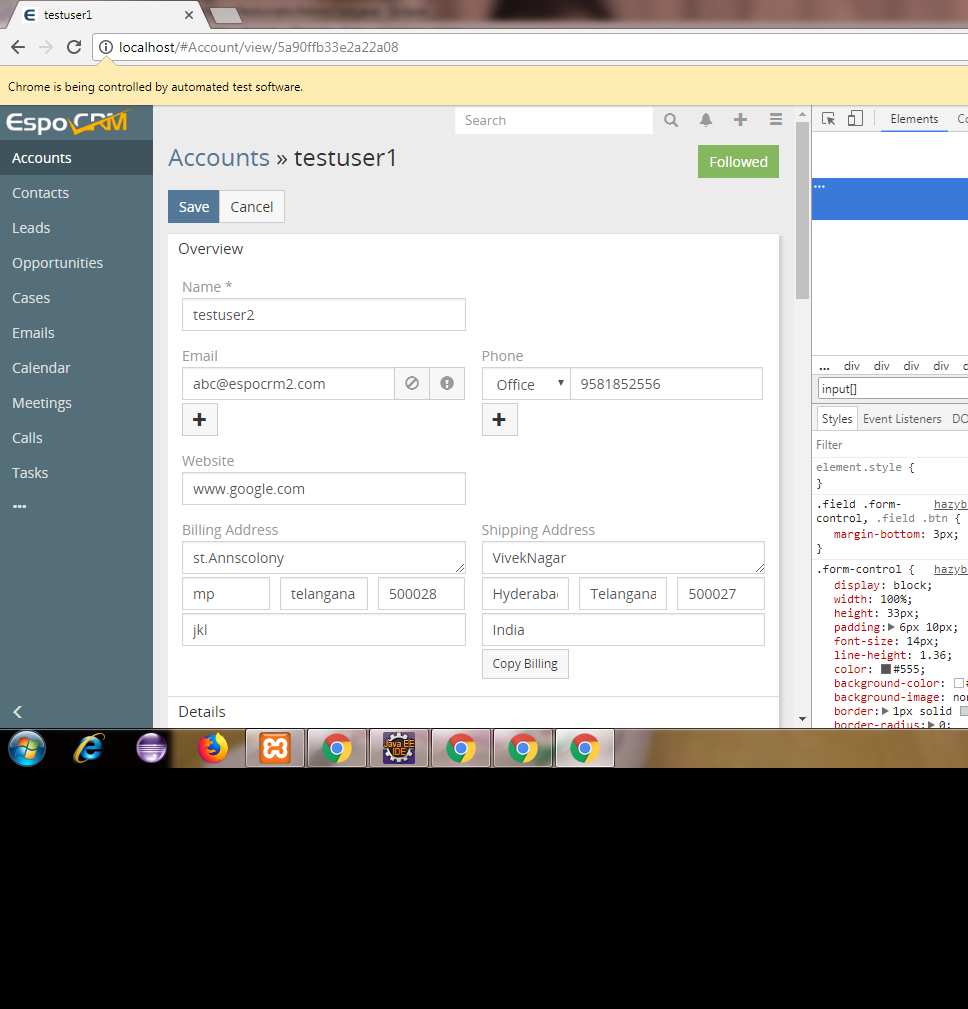 testuser1
localhost/#Account/view/5a90ffb33e2a22a08
Chrome is being controlled by automated test software.
EspoCRM
Search
Elements
Accounts
Contacts
Leads
Opportunities
Cases
Emails
Calendar
Meetings
Calls
Tasks
Accounts » testuser1
Followed
Save Cancel
Overview
Name *
testuser2
Email Phone
abc@espocrm2.com Office 9581852556
Website
www.google.com
Billing Address Shipping Address
st.Annscolony VivekNagar
mp telangana 500028 Hyderabad Telangana 500027
jkl India
Copy Billing
Details
... div div div div
input[]
Styles Event Listeners DO
Filter
element.style {
}
.field .form- hazyb
control, .field .btn {
margin-bottom: 3px;
}
.form-control { hazyb
display: block;
width: 100%;
height: 33px;
padding: 6px 10px;
font-size: 14px;
line-height: 1.36;
color: #555;
background-color: #
background-image: non
border: 1px solid
border-radius: 0;
Java EE
IDE